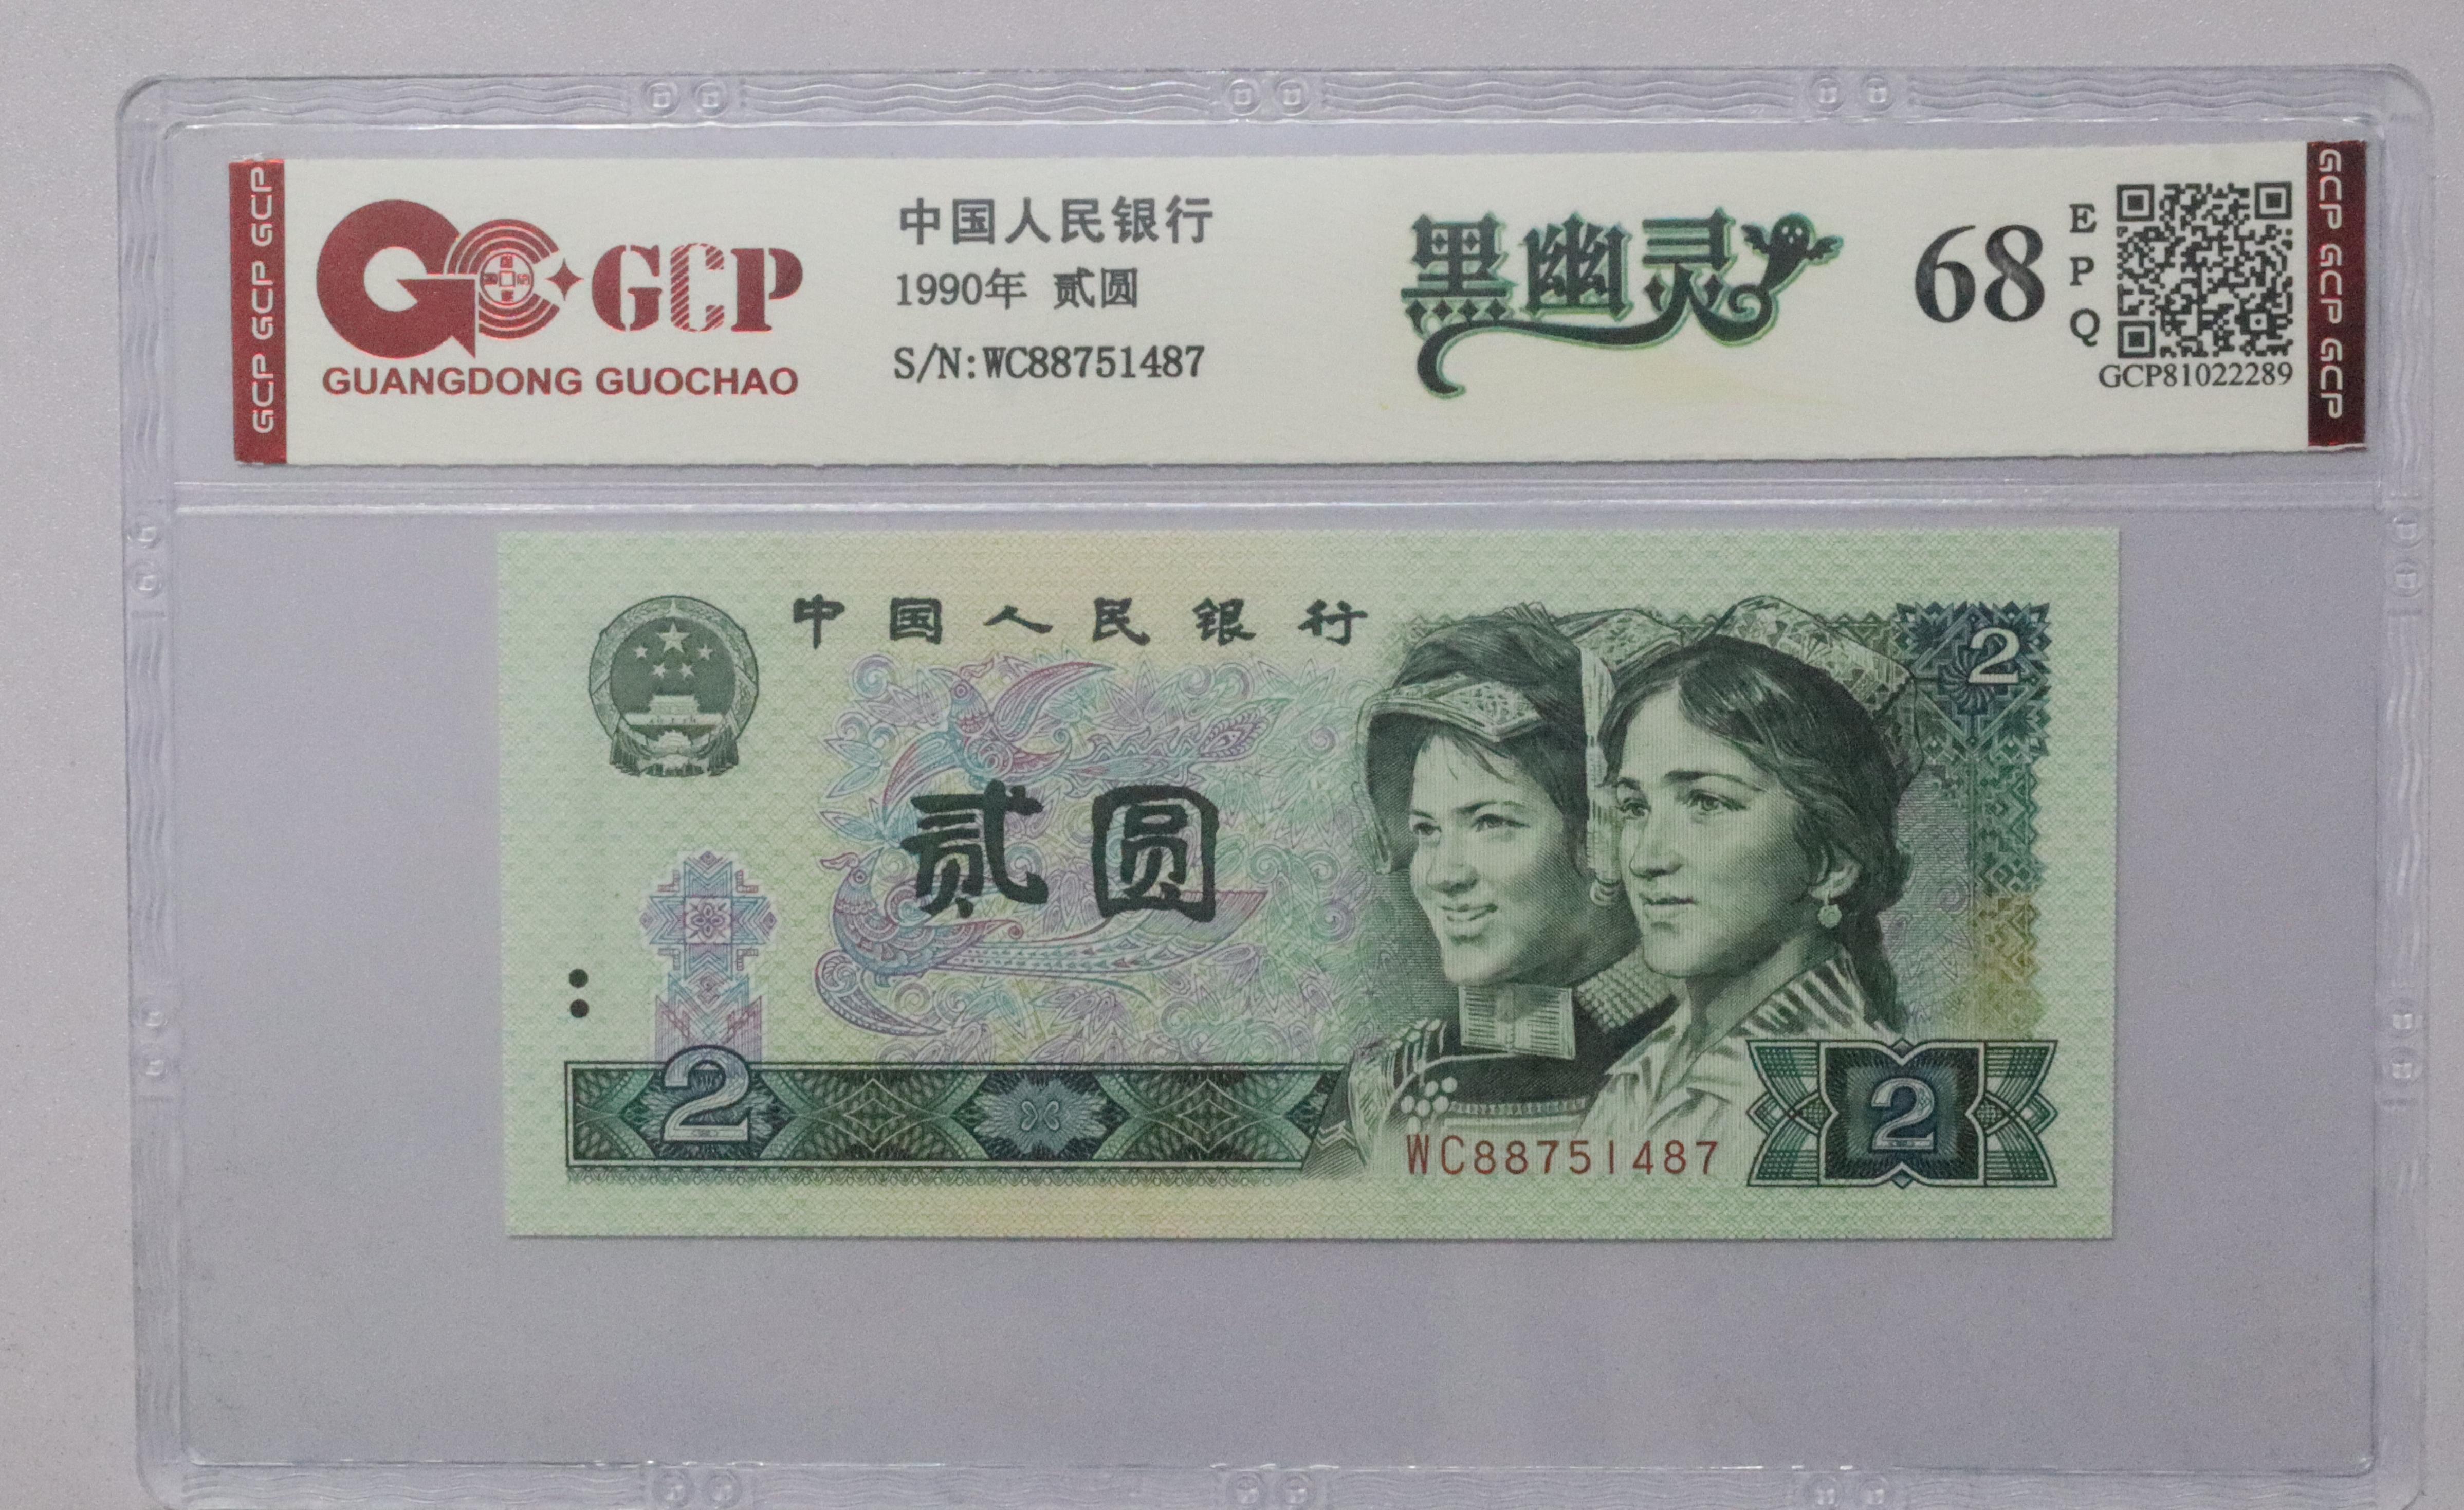 GCP GCP GCP
GCP
GUANGDONG GUOCHAO
中国人民银行
1990年 贰圆
S/N:WC88751487
黑幽灵
68
E
P
Q
GCP81022289
GCP GCP GCP
中国人民银行
2
贰圆
2
WC88751487
2